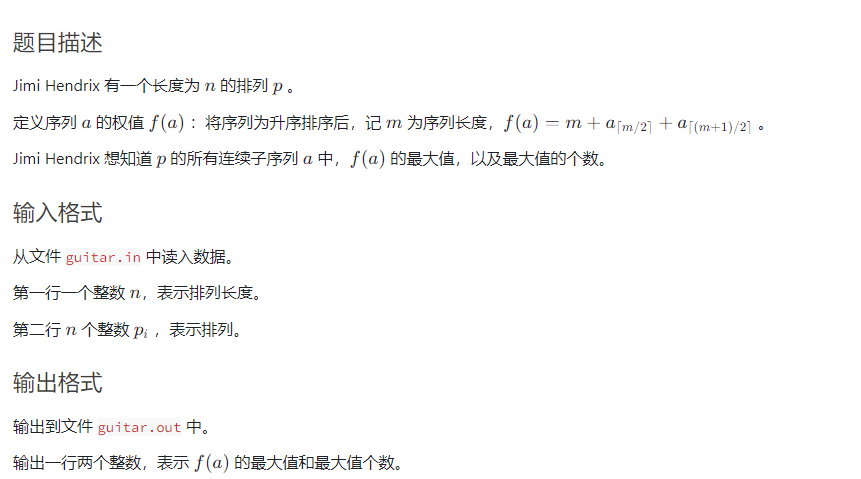 题目描述
Jimi Hendrix 有一个长度为 n 的排列 p 。
定义序列 a 的权值 f(a) ：将序列为升序排序后，记 m 为序列长度，f(a) = m + a⌈m/2⌉ + a⌈(m+1)/2⌉ 。
Jimi Hendrix 想知道 p 的所有连续子序列 a 中，f(a) 的最大值，以及最大值的个数。
输入格式
从文件 guitar.in 中读入数据。
第一行一个整数 n，表示排列长度。
第二行 n 个整数 pi ，表示排列。
输出格式
输出到文件 guitar.out 中。
输出一行两个整数，表示 f(a) 的最大值和最大值个数。